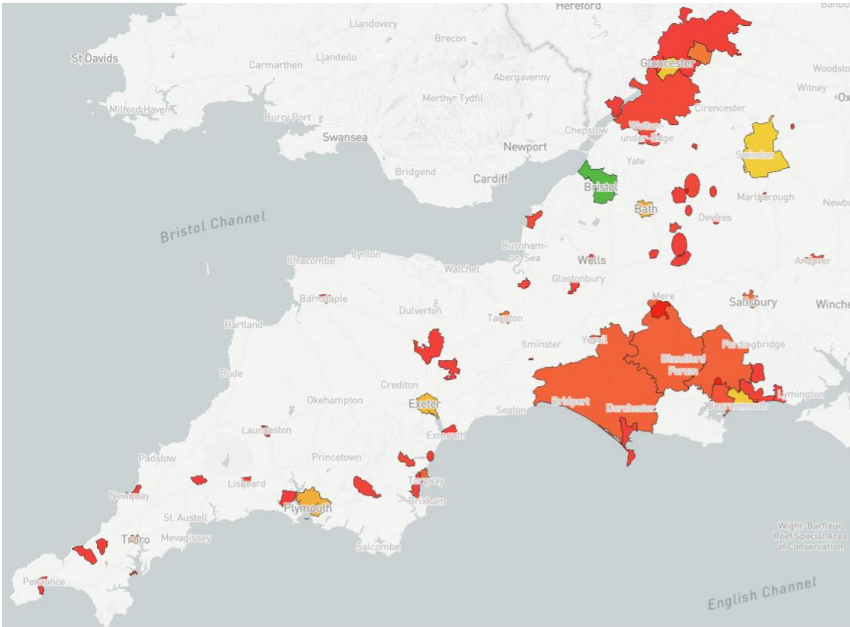 Hereford
Llandovery
Brecon
St Davids
Llandeilo
Carmarthen
Gloucester
Abergavenny
Woodsto
Witney
Ox
Merthyr Tydfil
Milford Haven
Burry Port
Cirencester
Chepstow
Wotton-
under-Edge
Swansea
Newport
Yate
Swindon
Bridgend
Cardiff
Bristol
Marlborough
Newbu
Bath
Devizes
Bristol Channel
Burnham-
on-Sea
Wells
Andover
Ilfracombe
Lynton
Watchet
Glastonbury
Mere
Barnstaple
Salisbury
Winche
Dulverton
Taunton
Hartland
Ilminster
Yeovil
Fordingbridge
Blandford
Forum
Bude
Crediton
Okehampton
Exeter
Seaton
Bridport
Dorchester
Bournemouth
Lymington
Launceston
Exmouth
Princetown
Padstow
Torquay
Newquay
Liskeard
Brixham
Plymouth
St. Austell
Truro
Mevagissey
Salcombe
Wight-Barfleur
Reef Special Area
of Conservation
Penzance
English Channel